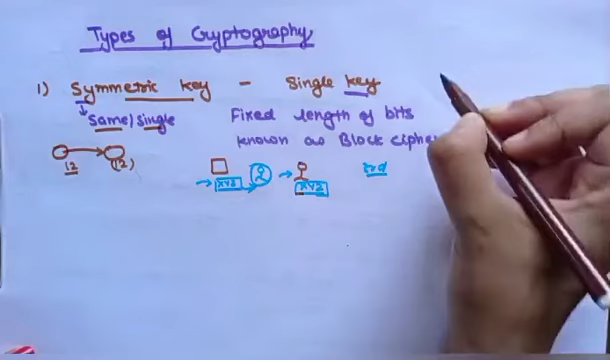 Types of Cryptography
1) Symmetric key - Single key
Same/single Fixed length of bits
known as Block cipher
12 (12)
XYZ XYZ 3rd